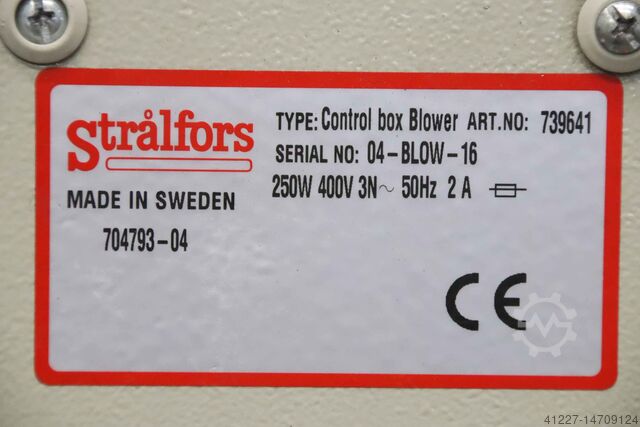 Strålfors
MADE IN SWEDEN
704793-04
TYPE: Control box Blower ART.NO: 739641
SERIAL NO: 04-BLOW-16
250W 400V 3N~ 50Hz 2 A
CE
41227-14709124